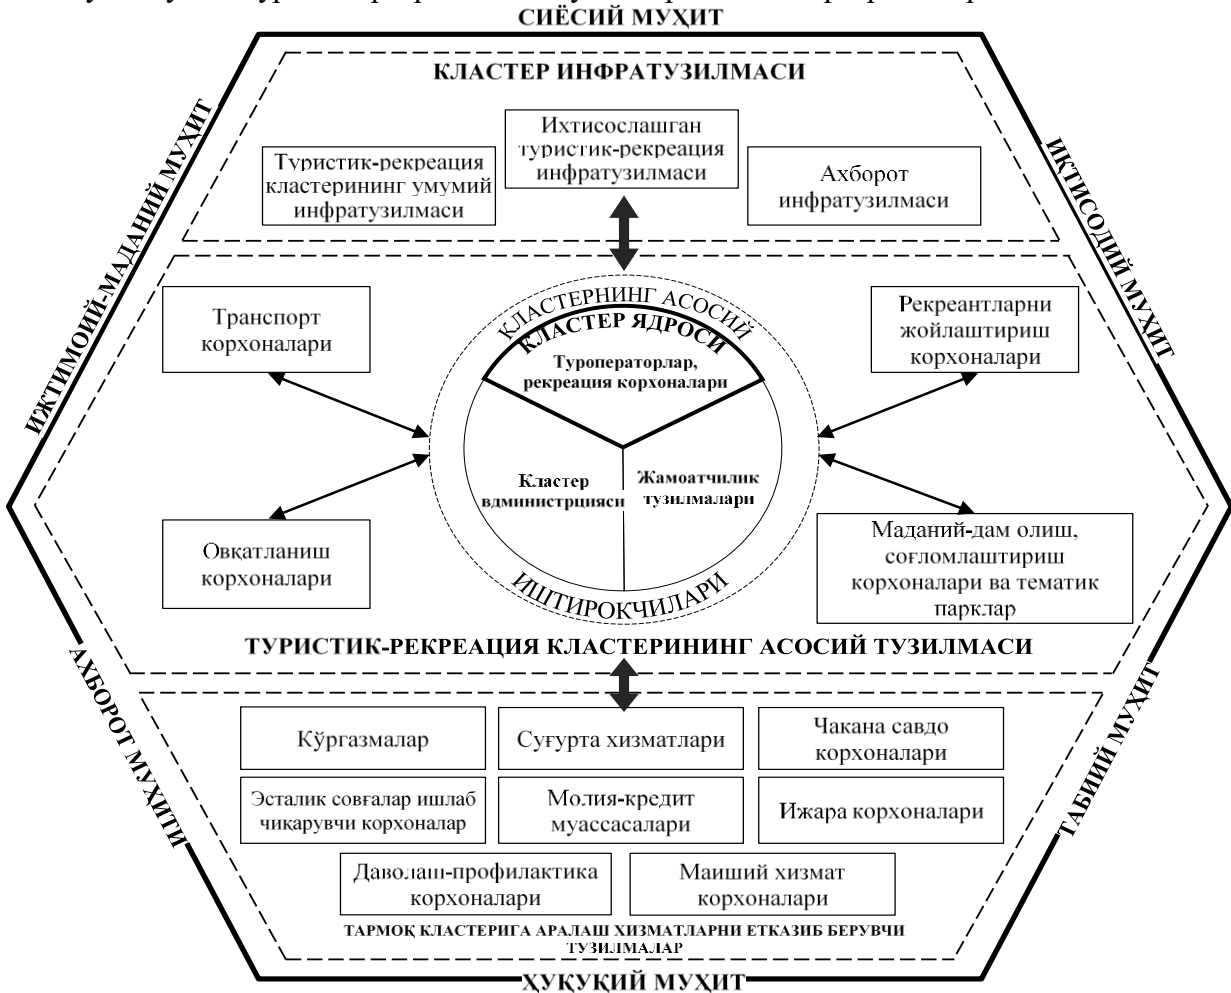 СИЁСИЙ МУҲИТ
КЛАСТЕР ИНФРАТУЗИЛМАСИ
Ихтисослашган
туристик-рекреация
инфратузилмаси
Туристик-рекреация
кластерининг умумий
инфратузилмаси
Ахборот
инфратузилмаси
ИЖТИМОИЙ-МАДАНИЙ МУҲИТ
ИҚТИСОДИЙ МУҲИТ
КЛАСТЕРНИНГ АСОСИЙ
КЛАСТЕР ЯДРОСИ
Туроператорлар,
рекреация корхоналари
Транспорт
корхоналари
Рекреантларни
жойлаштириш
корхоналари
Кластер
вдминистрцияси
Жамоатчилик
тузилмалари
Овқатланиш
корхоналари
Маданий-дам олиш,
соғломлаштириш
корхоналари ва тематик
парклар
ИШТИРОКЧИЛАРИ
ТУРИСТИК-РЕКРЕАЦИЯ КЛАСТЕРИНИНГ АСОСИЙ ТУЗИЛМАСИ
АХБОРОТ МУҲИТИ
ТАБИИЙ МУҲИТ
Кўргазмалар
Суғурта хизматлари
Чакана савдо
корхоналари
Эсталик совғалар ишлаб
чиқарувчи корхоналар
Молия-кредит
муассасалари
Ижара корхоналари
Даволаш-профилактика
корхоналари
Маиший хизмат
корхоналари
ТАРМОҚ КЛАСТЕРИГА АРАЛАШ ХИЗМАТЛАРНИ ЕТКАЗИБ БЕРУВЧИ
ТУЗИЛМАЛАР
ҲУҚУҚИЙ МУҲИТ